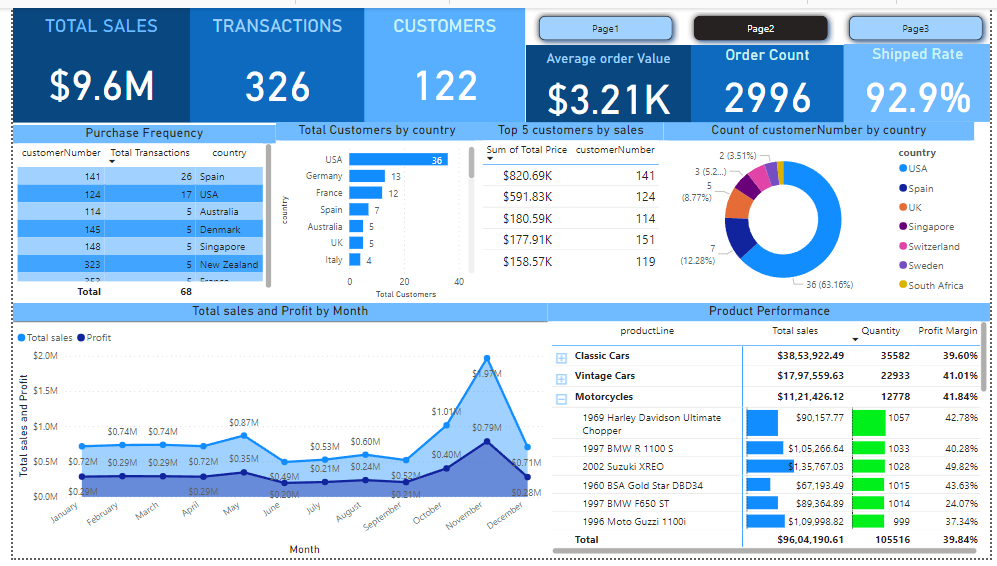 TOTAL SALES
$9.6M
TRANSACTIONS
326
CUSTOMERS
122
Page1
Page2
Page3
Average order Value
$3.21K
Order Count
2996
Shipped Rate
92.9%
Purchase Frequency
customerNumber Total Transactions country
141 26 Spain
124 17 USA
114 5 Australia
145 5 Denmark
148 5 Singapore
323 5 New Zealand
Total 68
Total Customers by country
country
USA 36
Germany 13
France 12
Spain 7
Australia 5
UK 5
Italy 4
0 20 40
Total Customers
Top 5 customers by sales
Sum of Total Price customerNumber
$820.69K 141
$591.83K 124
$180.59K 114
$177.91K 151
$158.57K 119
Count of customerNumber by country
2 (3.51%)
3 (5.2...)
5
(8.77%)
7
(12.28%)
36 (63.16%)
country
USA
Spain
UK
Singapore
Switzerland
Sweden
South Africa
Total sales and Profit by Month
Total sales Profit
Total sales and Profit
$2.0M
$1.5M
$1.0M
$0.5M
$0.0M
$0.72M $0.74M $0.74M $0.72M $0.87M $0.49M $0.53M $0.60M $0.52M $1.01M $1.97M $0.71M
$0.29M $0.29M $0.29M $0.29M $0.35M $0.20M $0.21M $0.24M $0.21M $0.40M $0.79M $0.28M
January February March April May June July August September October November December
Month
Product Performance
productLine Total sales Quantity Profit Margin
Classic Cars $38,53,922.49 35582 39.60%
Vintage Cars $17,97,559.63 22933 41.01%
Motorcycles $11,21,426.12 12778 41.84%
1969 Harley Davidson Ultimate $90,157.77 1057 42.78%
Chopper
1997 BMW R 1100 S $1,05,266.64 1033 40.28%
2002 Suzuki XREO $1,35,767.03 1028 49.82%
1960 BSA Gold Star DBD34 $67,193.49 1015 43.63%
1997 BMW F650 ST $89,364.89 1014 24.07%
1996 Moto Guzzi 1100i $1,09,998.82 999 37.34%
Total $96,04,190.61 105516 39.84%